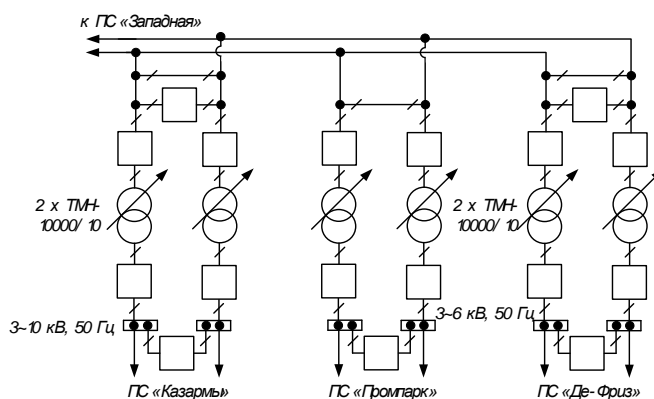 к ПС «Западная»
2 х ТМН-
10000/ 10
2 х ТМН-
10000/ 10
3~10 кВ, 50 Гц
3~6 кВ, 50 Гц
ПС «Казармы»
ПС «Промпарк»
ПС «Де- Фриз»